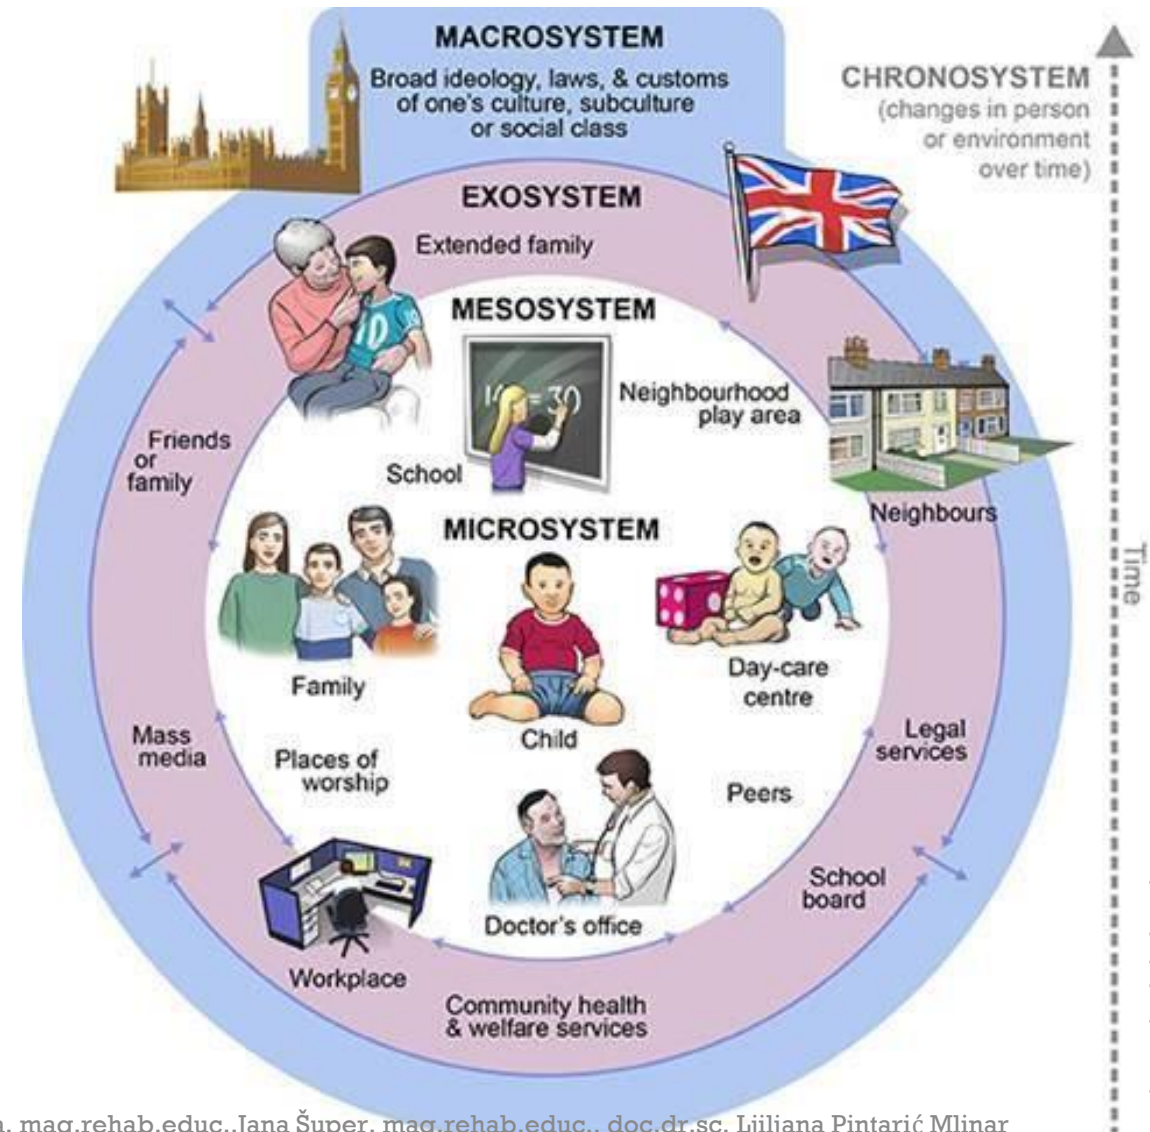 MACROSYSTEM
Broad ideology, laws, & customs
of one's culture, subculture
or social class
CHRONOSYSTEM
(changes in person
or environment
over time)
EXOSYSTEM
Extended family
MESOSYSTEM
10
= 30
Neighbourhood
play area
School
Friends
or
family
Neighbours
MICROSYSTEM
Time
Family
Day-care
centre
Child
Mass
media
Places of
worship
Legal
services
Peers
School
board
Doctor's office
Workplace
Community health
& welfare services
mag.rehab.educ.,Jana Šuper, mag.rehab.educ., doc.dr.sc. Ljiljana Pintarić Mlinar